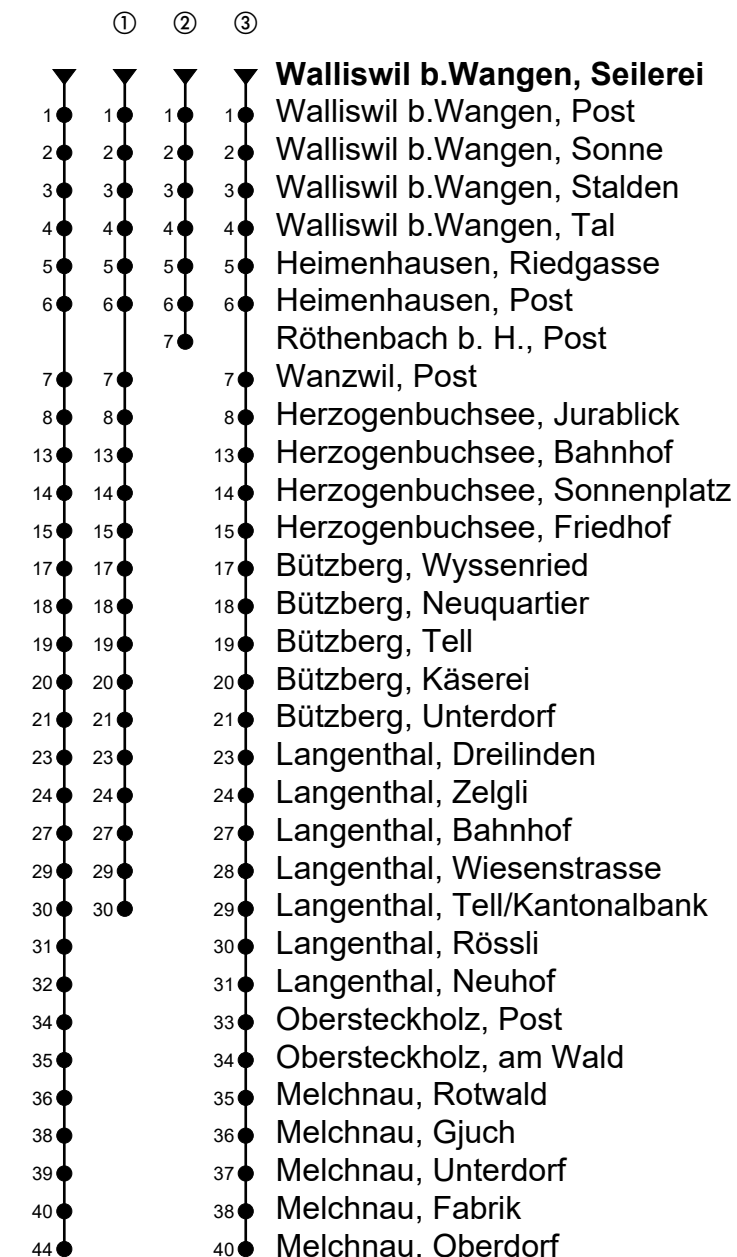 ① ② ③
Walliswil b.Wangen, Seilerei
1 1 1 1 Walliswil b.Wangen, Post
2 2 2 2 Walliswil b.Wangen, Sonne
3 3 3 3 Walliswil b.Wangen, Stalden
4 4 4 4 Walliswil b.Wangen, Tal
5 5 5 5 Heimenhausen, Riedgasse
6 6 6 6 Heimenhausen, Post
7 Röthenbach b. H., Post
7 7 7 Wanzwil, Post
8 8 8 Herzogenbuchsee, Jurablick
13 13 13 Herzogenbuchsee, Bahnhof
14 14 14 Herzogenbuchsee, Sonnenplatz
15 15 15 Herzogenbuchsee, Friedhof
17 17 17 Bützberg, Wyssenried
18 18 18 Bützberg, Neuquartier
19 19 19 Bützberg, Tell
20 20 20 Bützberg, Käserei
21 21 21 Bützberg, Unterdorf
23 23 23 Langenthal, Dreilinden
24 24 24 Langenthal, Zelgli
27 27 27 Langenthal, Bahnhof
29 29 28 Langenthal, Wiesenstrasse
30 30 29 Langenthal, Tell/Kantonalbank
31 30 Langenthal, Rössli
32 31 Langenthal, Neuhof
34 33 Obersteckholz, Post
35 34 Obersteckholz, am Wald
36 35 Melchnau, Rotwald
38 36 Melchnau, Gjuch
39 37 Melchnau, Unterdorf
40 38 Melchnau, Fabrik
44 40 Melchnau, Oberdorf